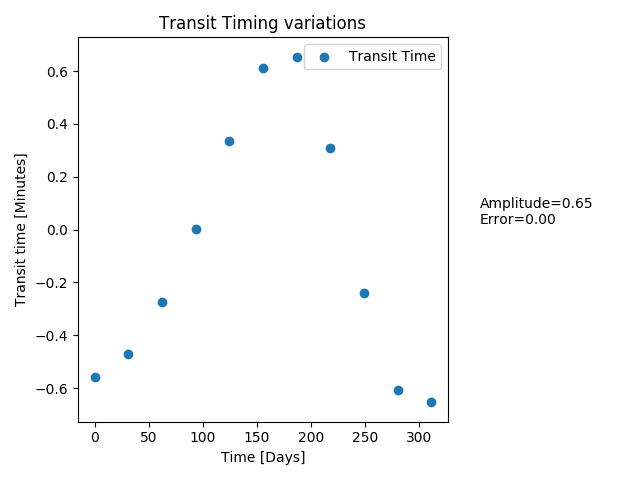 Transit Timing variations
Transit Time
Transit time [Minutes]
0.6
0.4
0.2
0.0
−0.2
−0.4
−0.6
0
50
100
150
200
250
300
Time [Days]
Amplitude=0.65
Error=0.00